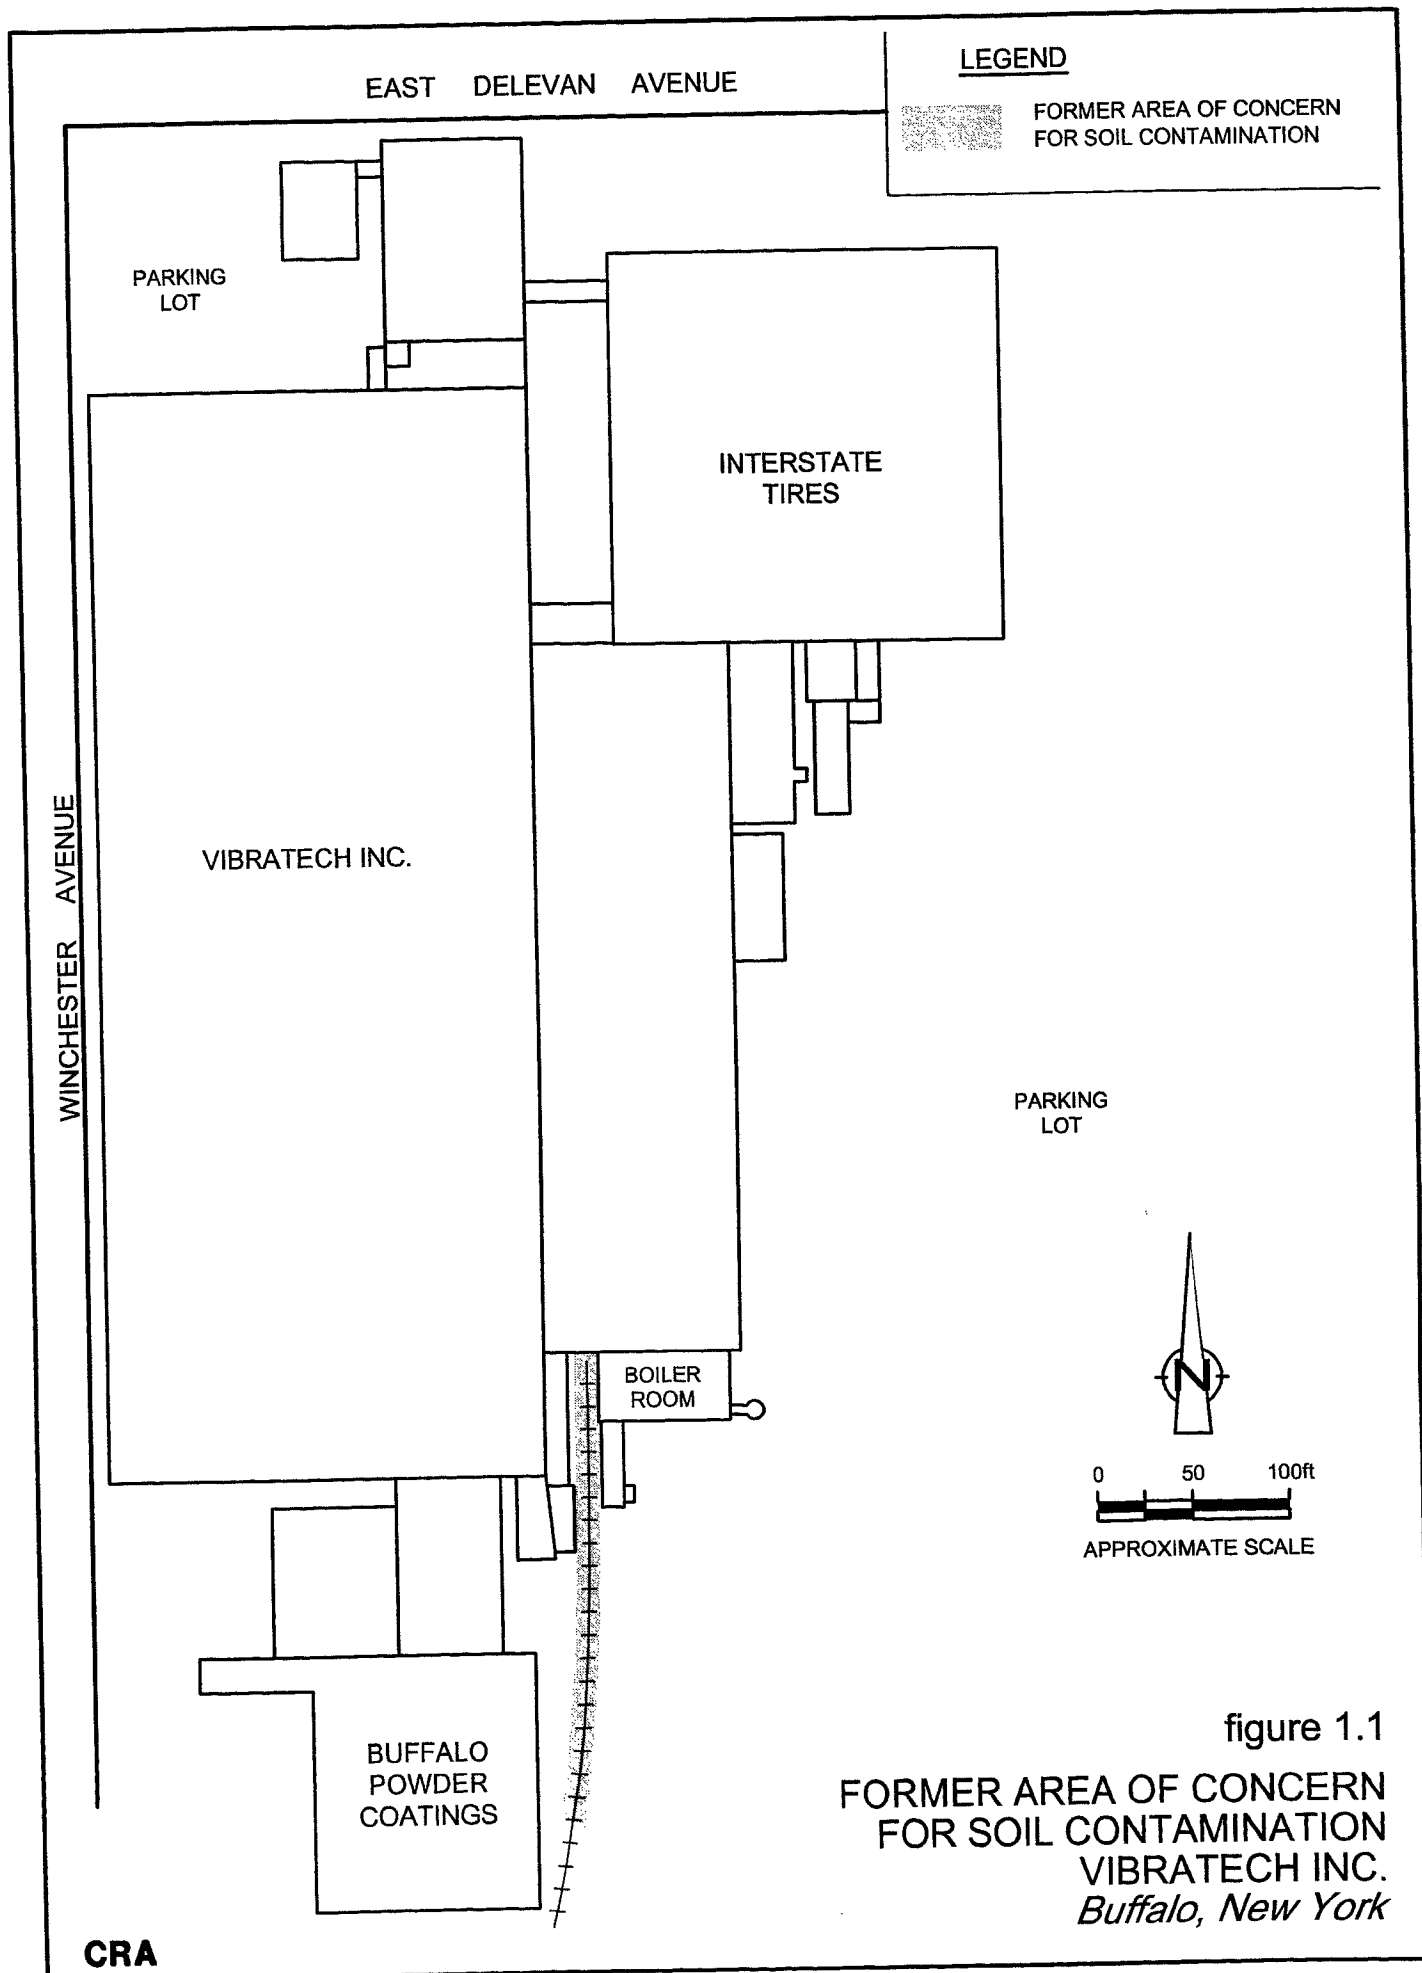 EAST DELEVAN AVENUE
LEGEND
FORMER AREA OF CONCERN
FOR SOIL CONTAMINATION
PARKING
LOT
INTERSTATE
TIRES
WINCHESTER AVENUE
VIBRATECH INC.
PARKING
LOT
BOILER
ROOM
N
0 50 100ft
APPROXIMATE SCALE
BUFFALO
POWDER
COATINGS
figure 1.1
FORMER AREA OF CONCERN
FOR SOIL CONTAMINATION
VIBRATECH INC.
Buffalo, New York
CRA